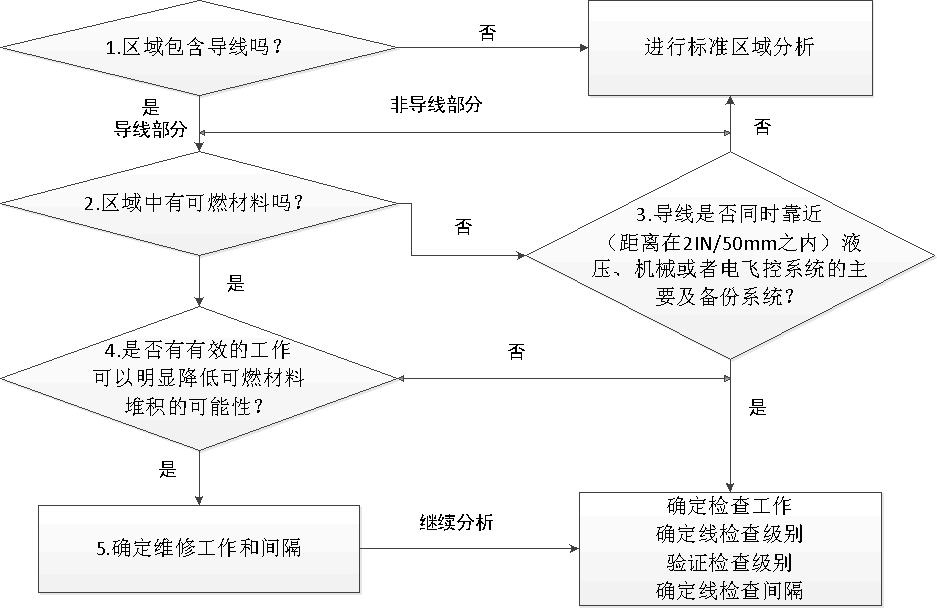 1.区域包含导线吗？
否
进行标准区域分析
是
导线部分
非导线部分
否
2.区域中有可燃材料吗？
否
3.导线是否同时靠近
（距离在2IN/50mm之内）液
压、机械或者电飞控系统的主
要及备份系统？
是
4.是否有有效的工作
可以明显降低可燃材料
堆积的可能性？
否
是
是
5.确定维修工作和间隔
继续分析
确定检查工作
确定线检查级别
验证检查级别
确定线检查间隔